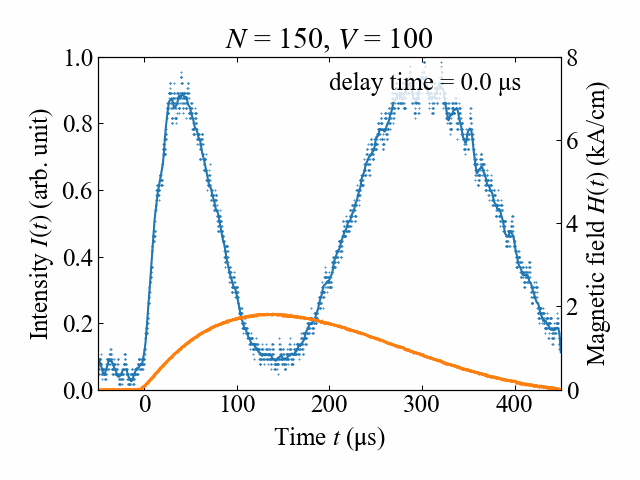 N = 150, V = 100
delay time = 0.0 μs
1.0
0.8
0.6
0.4
0.2
0.0
Intensity I(t) (arb. unit)
8
6
4
2
0
Magnetic field H(t) (kA/cm)
0 100 200 300 400
Time t (μs)